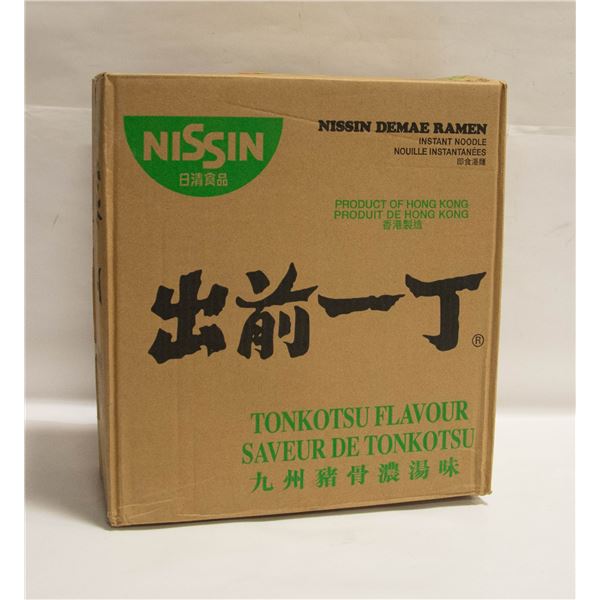 NISSIN
日清食品
NISSIN DEMAE RAMEN
INSTANT NOODLE
NOUILLE INSTANTANÉES
即食湯麵
PRODUCT OF HONG KONG
PRODUIT DE HONG KONG
香港製造
出前一丁®
TONKOTSU FLAVOUR
SAVEUR DE TONKOTSU
九州豬骨濃湯味